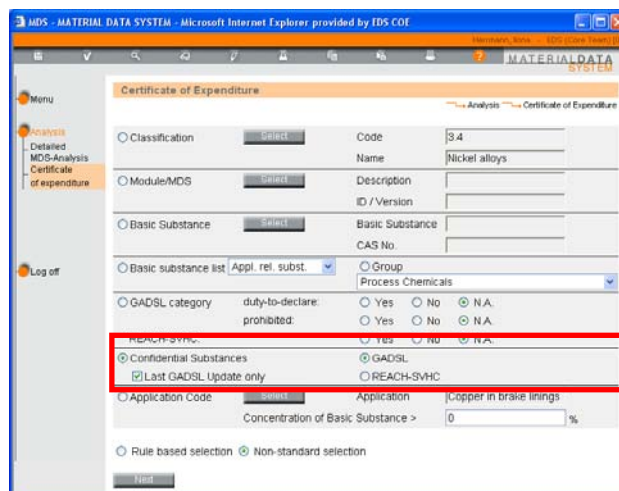 MDS - MATERIAL DATA SYSTEM - Microsoft Internet Explorer provided by EDS COE
Herrmann, Ilona - EDS (Core Team)
MATERIALDATA
SYSTEM
Menu
Certificate of Expenditure
Analysis Certificate of Expenditure
Analysis
Detailed
MDS-Analysis
Certificate
of expenditure
Log off
Classification Select Code 3.4
Name Nickel alloys
Module/MDS Select Description
ID / Version
Basic Substance Select Basic Substance
CAS No.
Basic substance list Appl. rel. subst. Group
Process Chemicals
GADSL category duty-to-declare: Yes No N.A.
prohibited: Yes No N.A.
REACH-SVHC: Yes No N.A.
Confidential Substances GADSL
Last GADSL Update only REACH-SVHC
Application Code Select Application Copper in brake linings
Concentration of Basic Substance > 0 %
Rule based selection Non-standard selection
Next